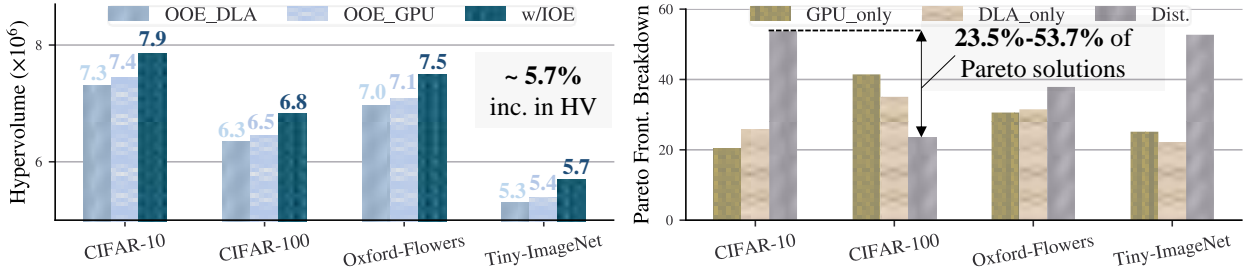 OOE_DLA OOE_GPU w/IOE
Hypervolume (×10⁶)
8
6
7.3 7.4 7.9
6.3 6.5 6.8
7.0 7.1 7.5
5.3 5.4 5.7
~ 5.7%
inc. in HV
CIFAR-10 CIFAR-100 Oxford-Flowers Tiny-ImageNet
GPU_only DLA_only Dist.
Pareto Front. Breakdown
60
40
20
0
23.5%-53.7% of
Pareto solutions
CIFAR-10 CIFAR-100 Oxford-Flowers Tiny-ImageNet